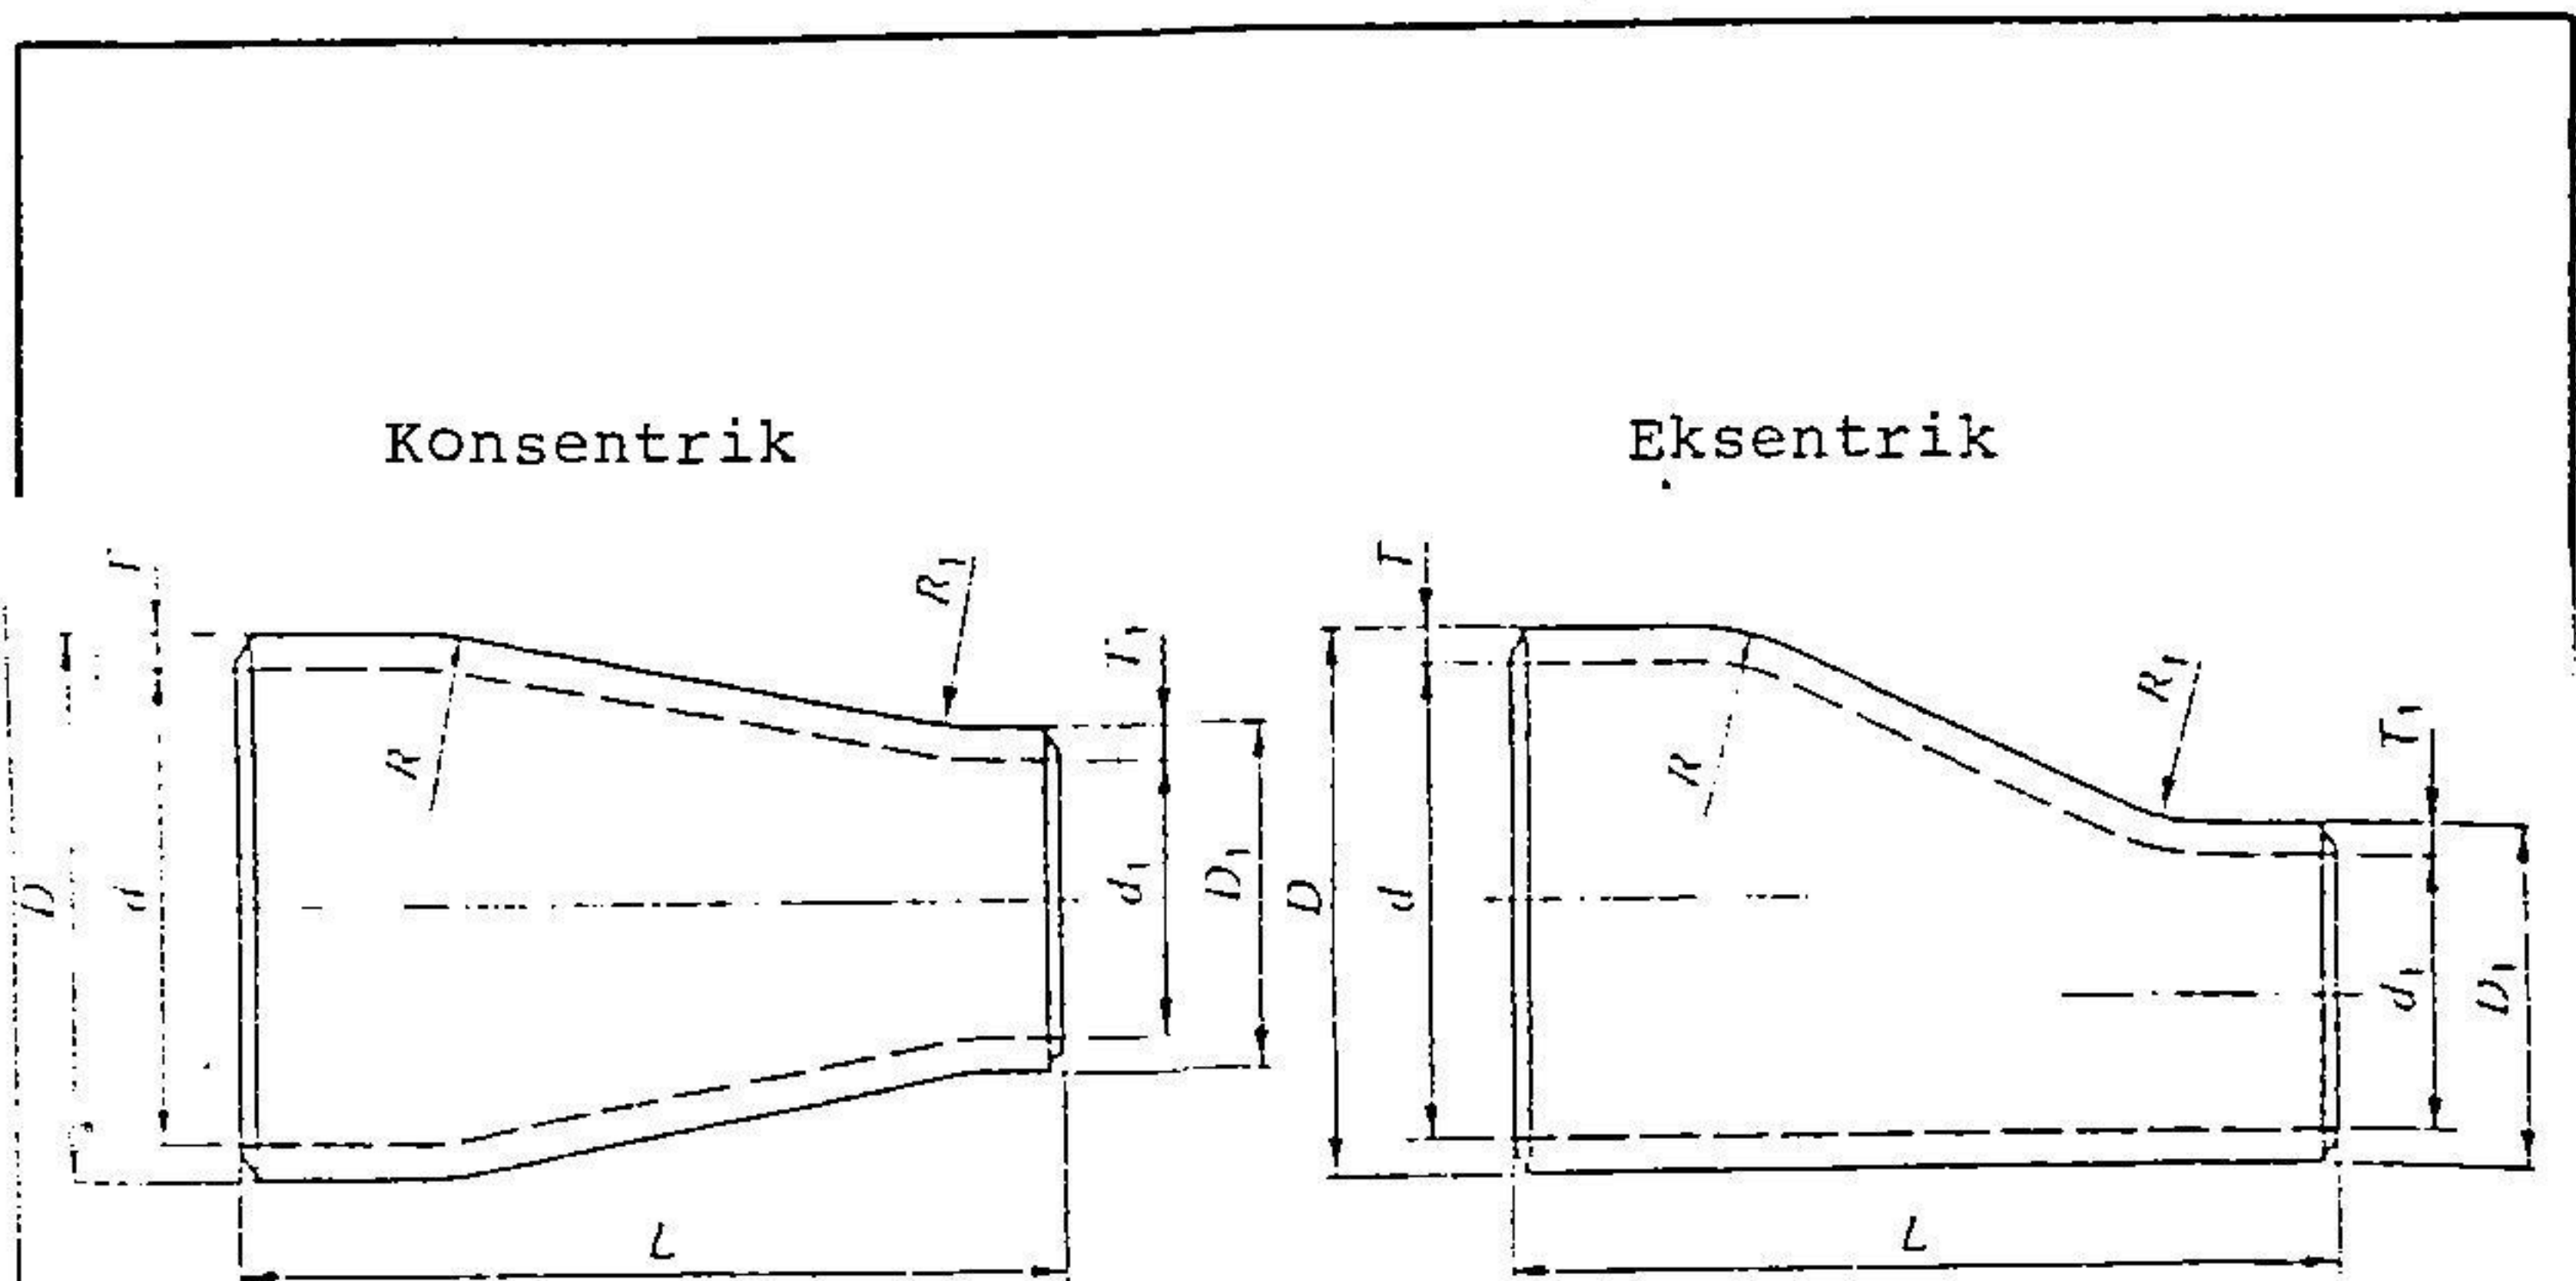 Konsentrik
Eksentrik
T
R₁
T₁
R
D
d
d₁
D₁
L
T
R₁
T₁
R
D
d
d₁
D₁
L